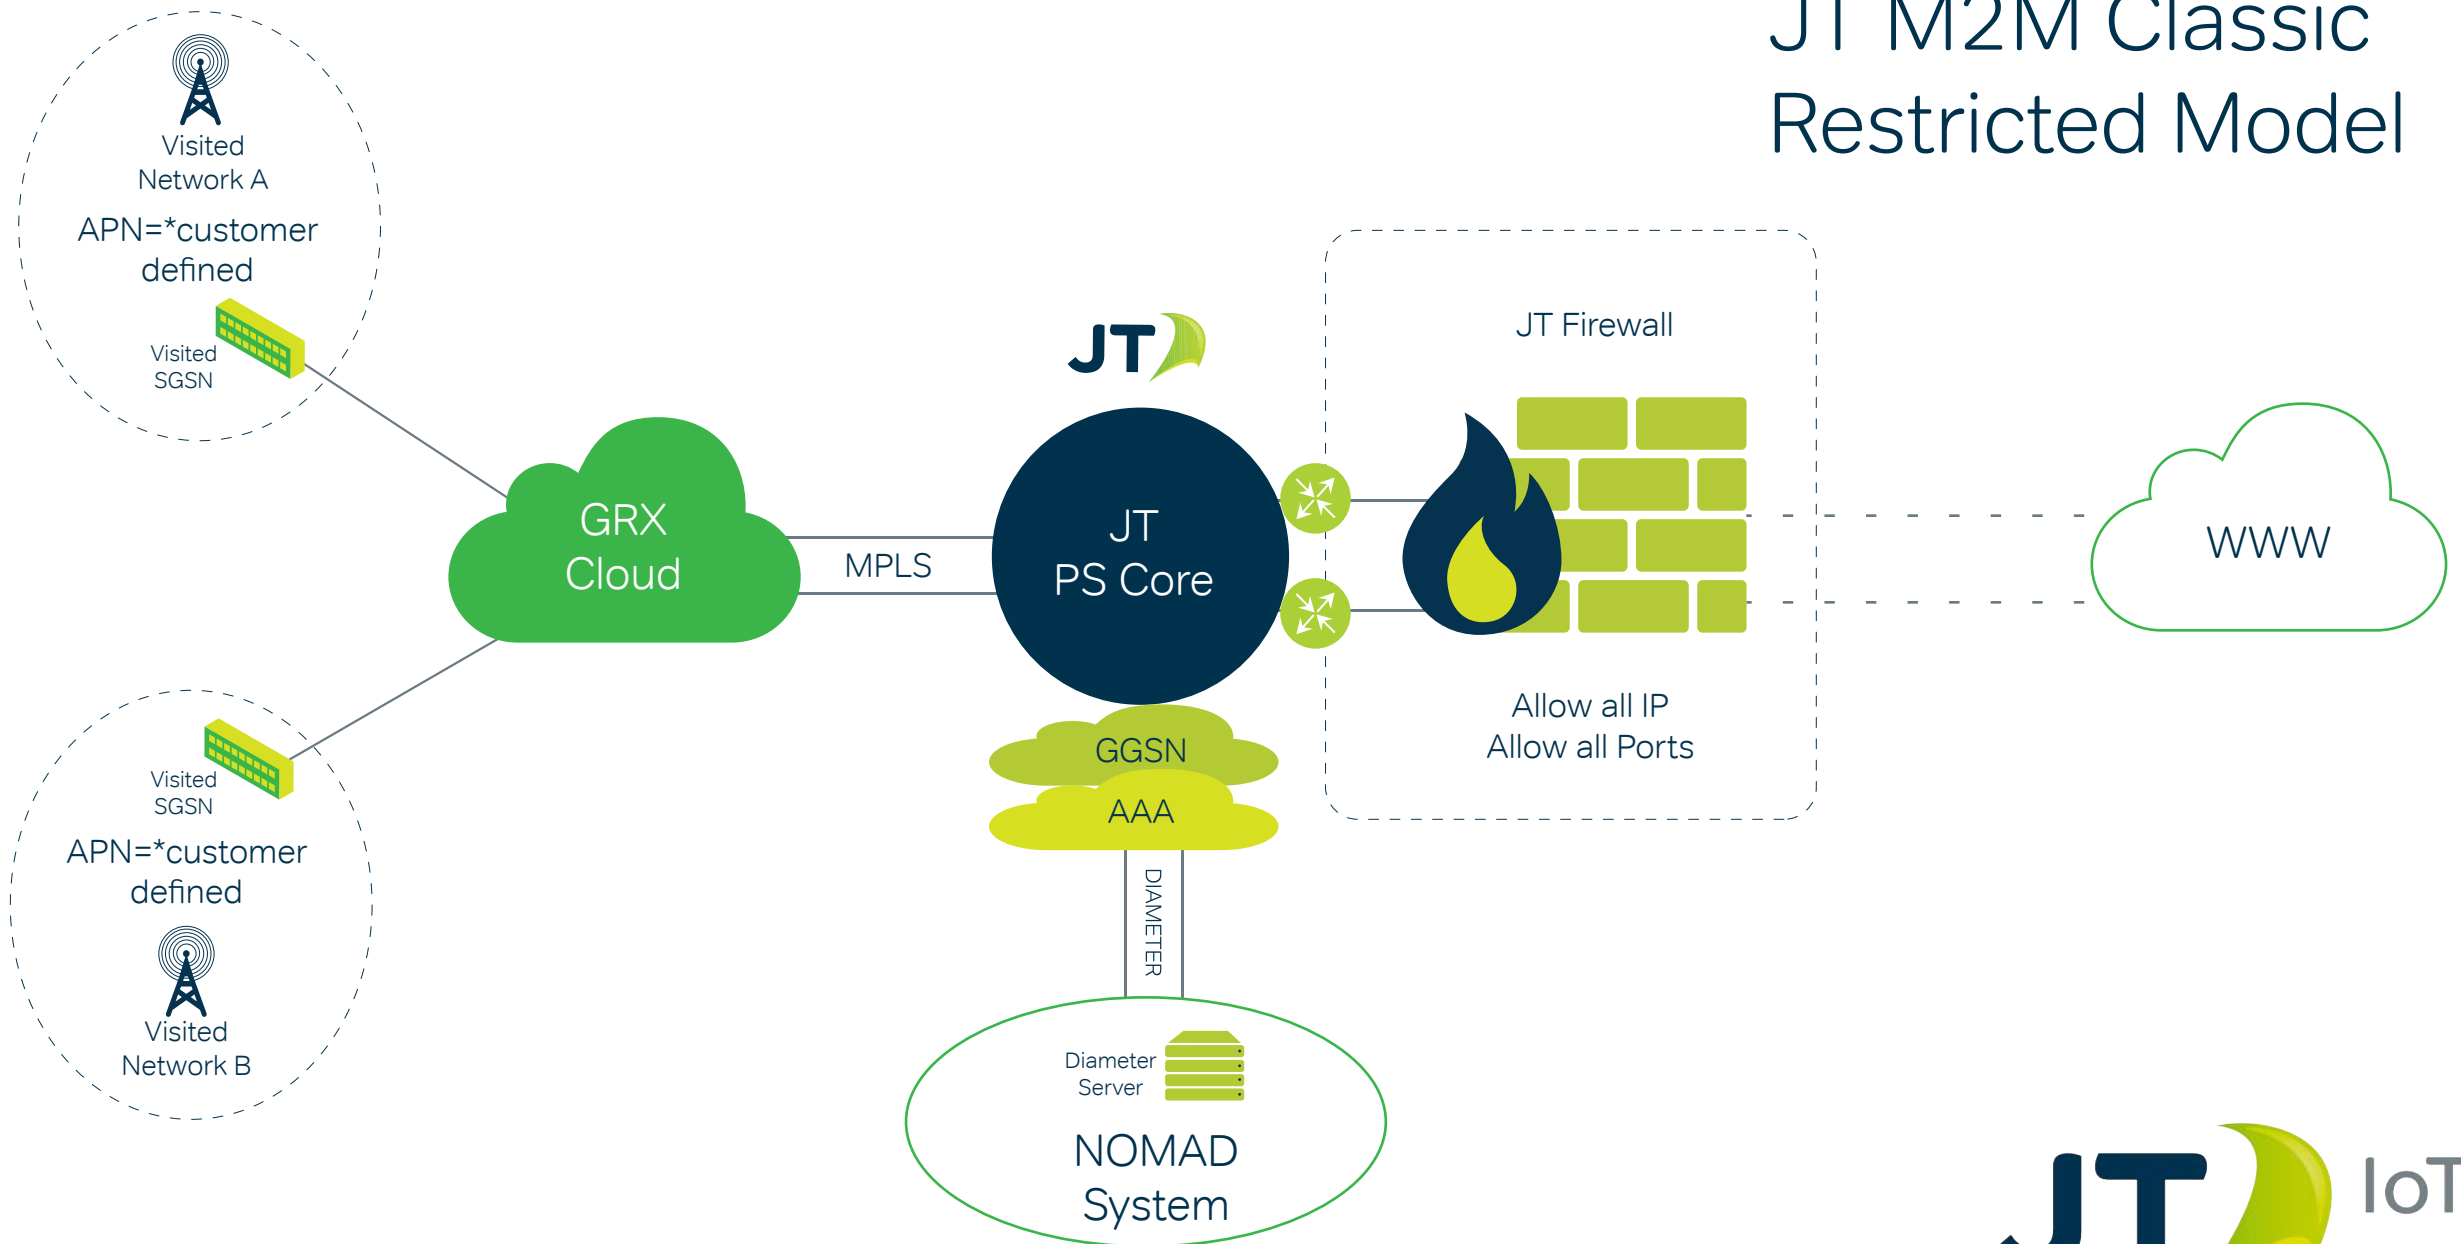 JT M2M Classic
Restricted Model
Visited
Network A
APN=*customer
defined
Visited
SGSN
GRX
Cloud
MPLS
JT
JT
PS Core
JT Firewall
Allow all IP
Allow all Ports
WWW
GGSN
AAA
DIAMETER
Diameter
Server
NOMAD
System
Visited
SGSN
APN=*customer
defined
Visited
Network B
JT IoT